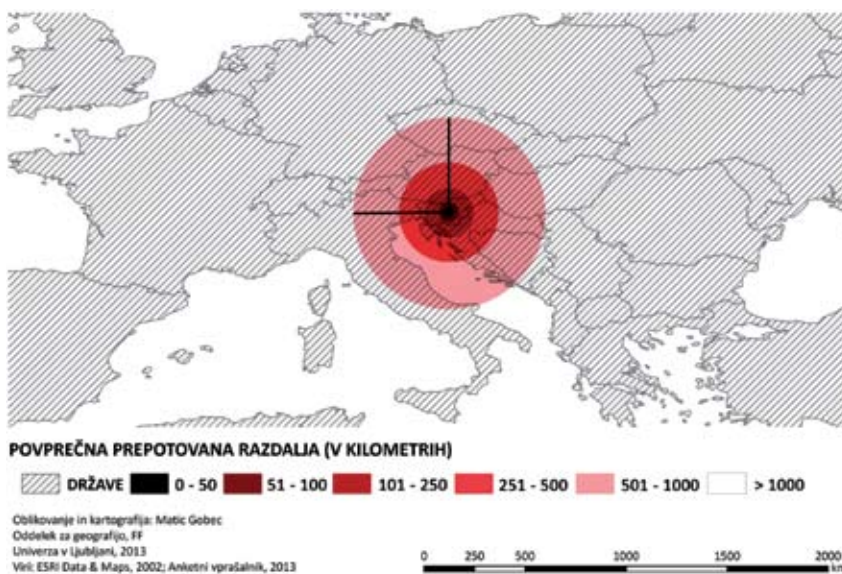 POVPREČNA PREPOTOVANA RAZDALJA (V KILOMETRIH)
DRŽAVE 0 - 50 51 - 100 101 - 250 251 - 500 501 - 1000 > 1000
Oblikovanje in kartografija: Matic Gobec
Oddelek za geografijo, FF
Univerza v Ljubljani, 2013
Viri: ESRI Data & Maps, 2002; Anketni vprašalnik, 2013
0 250 500 1000 1500 2000
km